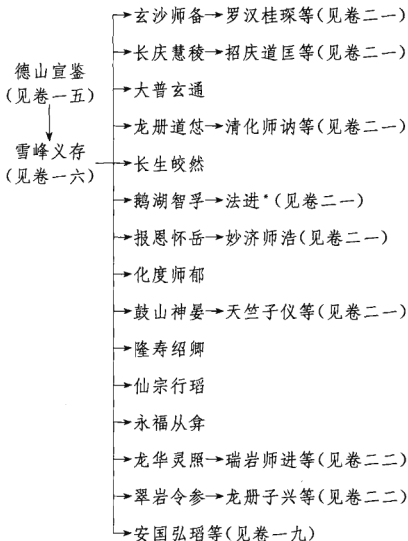 德山宣鉴
(见卷一五)
雪峰义存
(见卷一六)
玄沙师备→罗汉桂琛等(见卷二一)
长庆慧稜→招庆道匡等(见卷二一)
大普玄通
龙册道怤→清化师讷等(见卷二一)
长生皎然
鹅湖智孚→法进*(见卷二一)
报恩怀岳→妙济师浩(见卷二一)
化度师郁
鼓山神晏→天竺子仪等(见卷二一)
隆寿绍卿
仙宗行瑫
永福从弇
龙华灵照→瑞岩师进等(见卷二二)
翠岩令参→龙册子兴等(见卷二二)
安国弘瑫等(见卷一九)